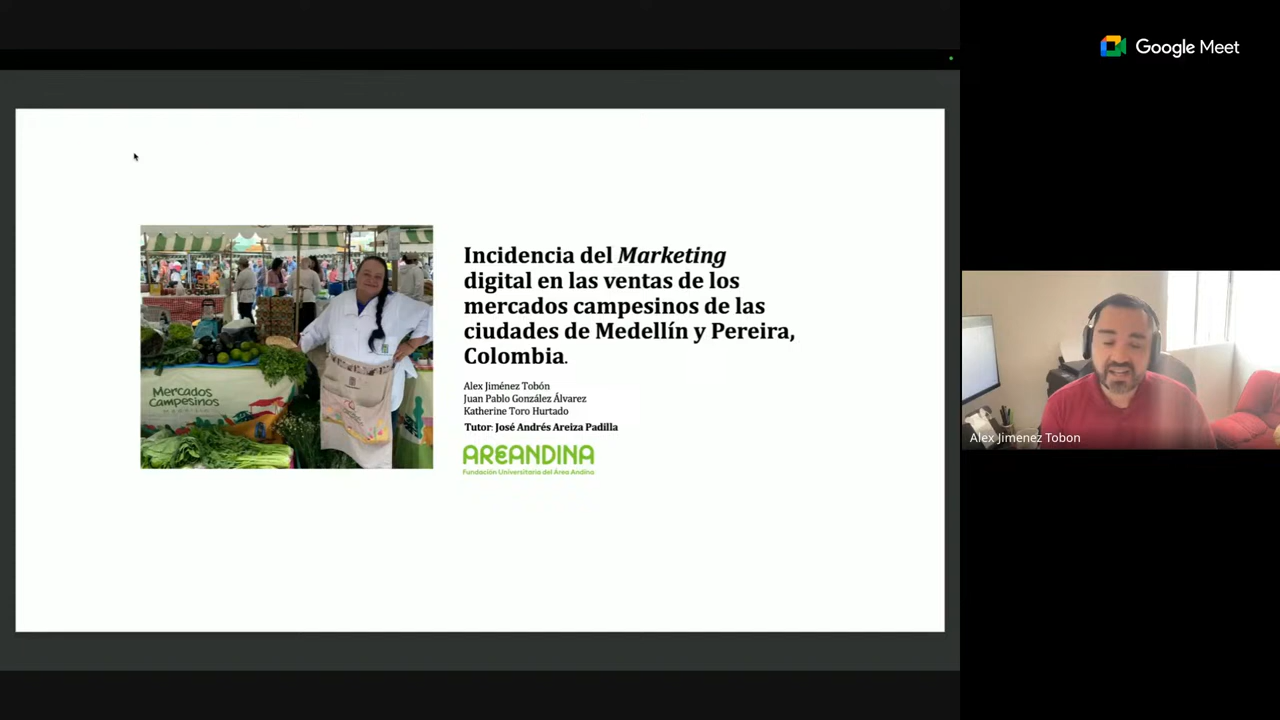 Google Meet
Incidencia del Marketing
digital en las ventas de los
mercados campesinos de las
ciudades de Medellín y Pereira,
Colombia.
Alex Jiménez Tobón
Juan Pablo González Álvarez
Katherine Toro Hurtado
Tutor: José Andrés Areiza Padilla
AREANDINA
Fundación Universitaria del Área Andina
Mercados
Campesinos
Alex Jimenez Tobon